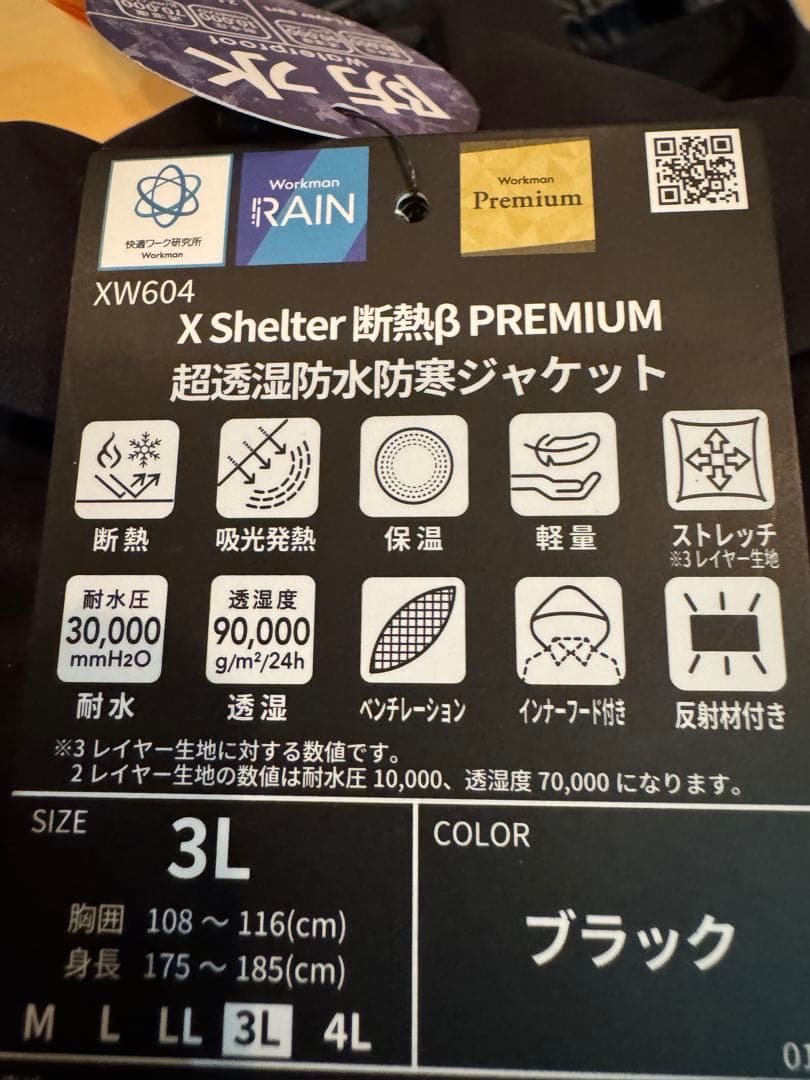 防水
Waterproof
70,000
10,000
快適ワーク研究所
Workman
Workman
RAIN
Workman
Premium
XW604
X Shelter 断熱β PREMIUM
超透湿防水防寒ジャケット
断熱
吸光発熱
保温
軽量
ストレッチ
※3レイヤー生地
耐水圧
30,000
mmH2O
耐水
透湿度
90,000
g/m²/24h
透湿
ベンチレーション
インナーフード付き
反射材付き
※3レイヤー生地に対する数値です。
2レイヤー生地の数値は耐水圧 10,000、透湿度 70,000 になります。
SIZE
3L
胸囲 108～116(cm)
身長 175～185(cm)
M L LL 3L 4L
COLOR
ブラック
01